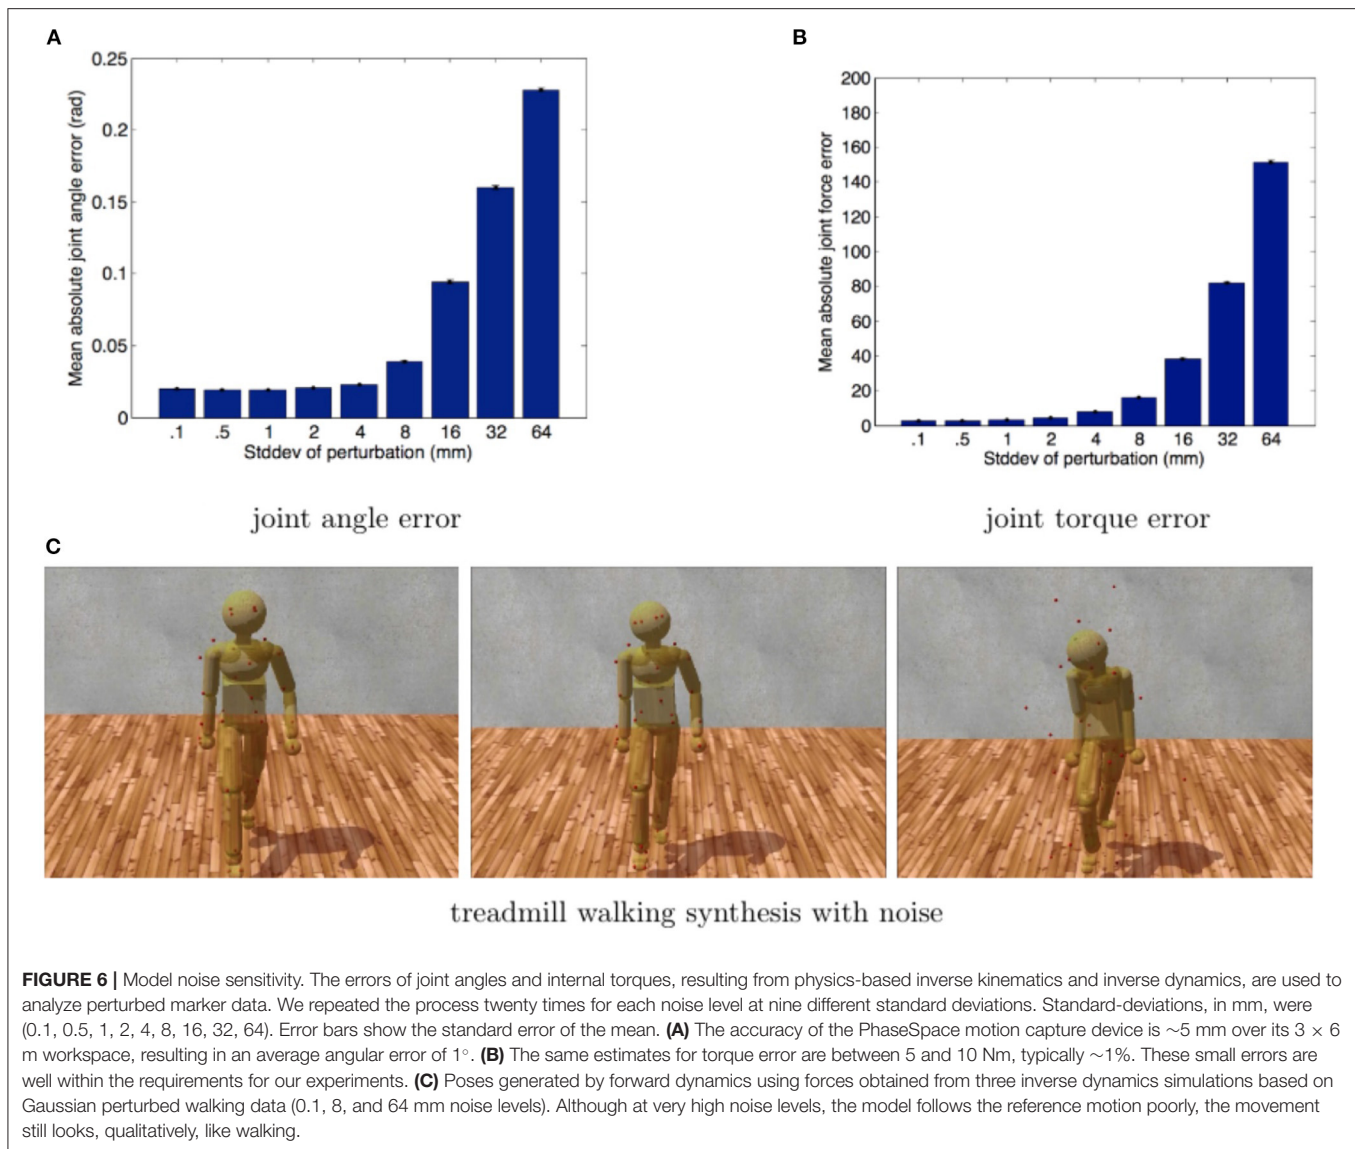 A
0.25
0.2
0.15
0.1
0.05
0
Mean absolute joint angle error (rad)
.1 .5 1 2 4 8 16 32 64
Stddev of perturbation (mm)
joint angle error
B
200
180
160
140
120
100
80
60
40
20
0
Mean absolute joint force error
.1 .5 1 2 4 8 16 32 64
Stddev of perturbation (mm)
joint torque error
C
treadmill walking synthesis with noise
FIGURE 6 | Model noise sensitivity. The errors of joint angles and internal torques, resulting from physics-based inverse kinematics and inverse dynamics, are used to
analyze perturbed marker data. We repeated the process twenty times for each noise level at nine different standard deviations. Standard-deviations, in mm, were
(0.1, 0.5, 1, 2, 4, 8, 16, 32, 64). Error bars show the standard error of the mean. (A) The accuracy of the PhaseSpace motion capture device is ~5 mm over its 3 × 6
m workspace, resulting in an average angular error of 1°. (B) The same estimates for torque error are between 5 and 10 Nm, typically ~1%. These small errors are
well within the requirements for our experiments. (C) Poses generated by forward dynamics using forces obtained from three inverse dynamics simulations based on
Gaussian perturbed walking data (0.1, 8, and 64 mm noise levels). Although at very high noise levels, the model follows the reference motion poorly, the movement
still looks, qualitatively, like walking.